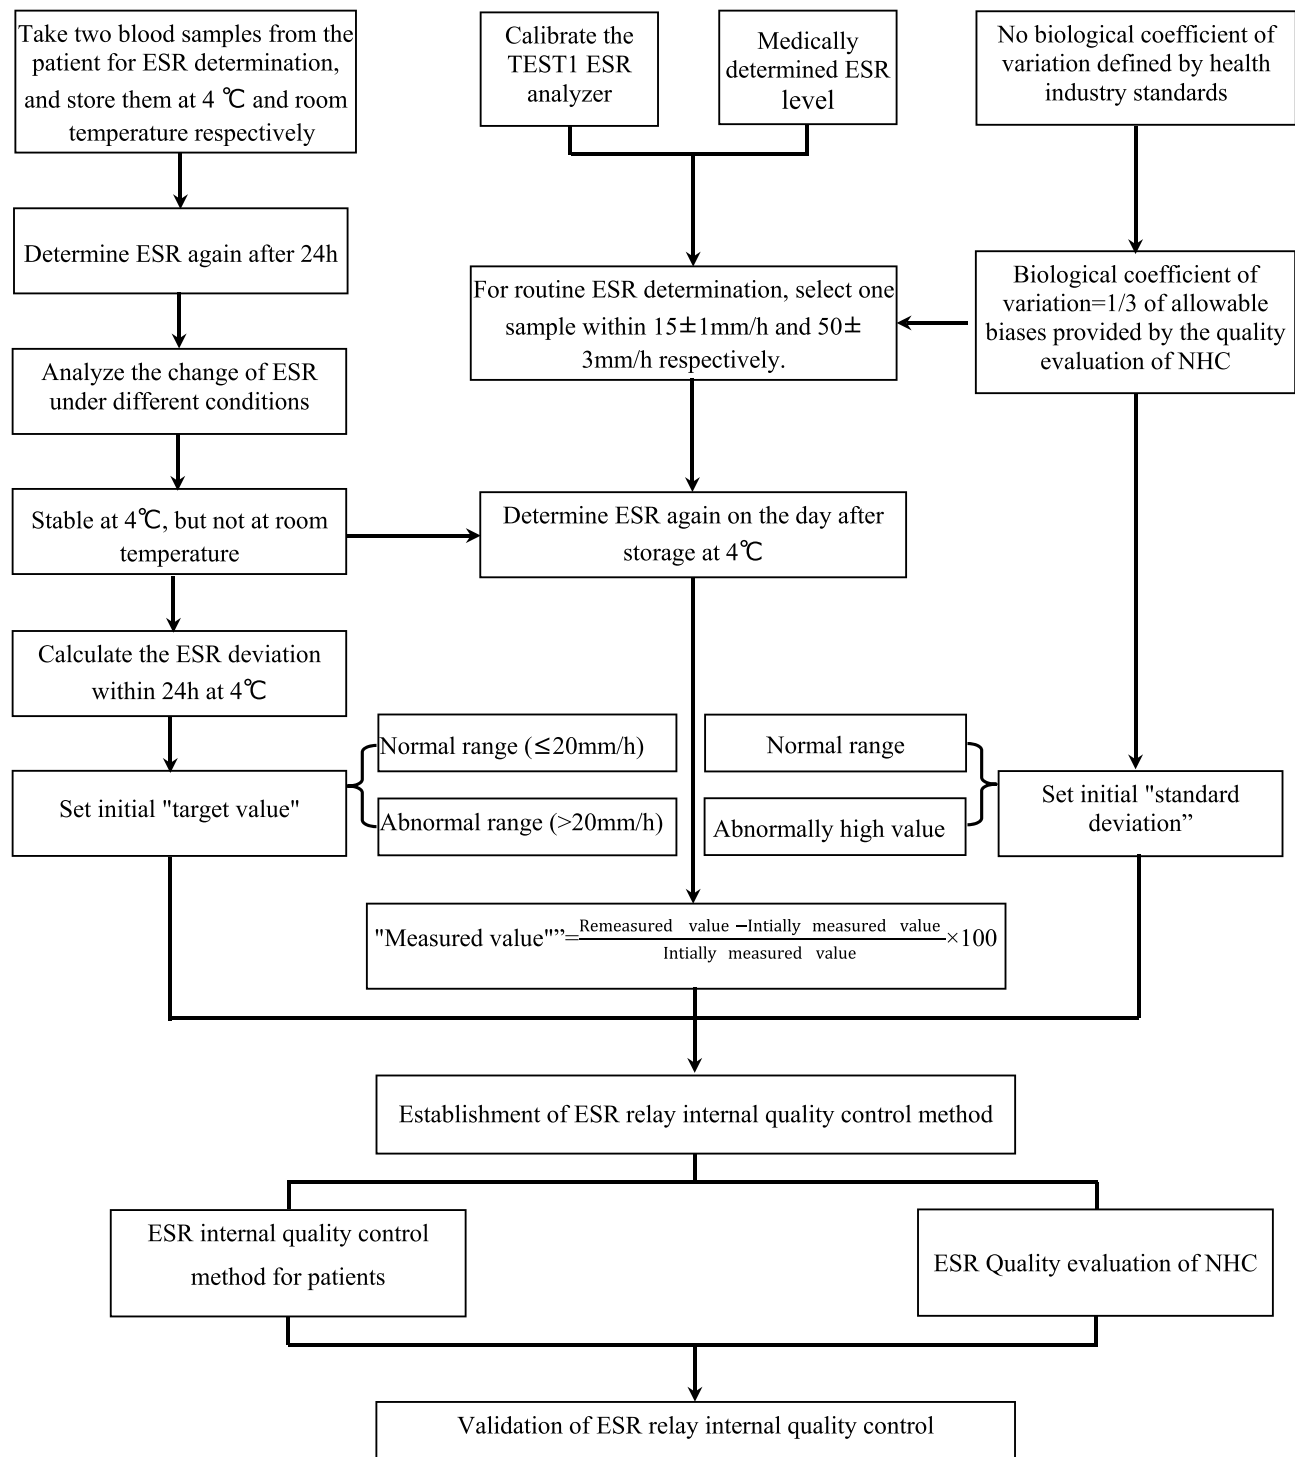 Take two blood samples from the
patient for ESR determination,
and store them at 4 ℃ and room
temperature respectively
Calibrate the
TEST1 ESR
analyzer
Medically
determined ESR
level
No biological coefficient of
variation defined by health
industry standards
Determine ESR again after 24h
For routine ESR determination, select one
sample within 15±1mm/h and 50±
3mm/h respectively.
Biological coefficient of
variation=1/3 of allowable
biases provided by the quality
evaluation of NHC
Analyze the change of ESR
under different conditions
Stable at 4℃, but not at room
temperature
Determine ESR again on the day after
storage at 4℃
Calculate the ESR deviation
within 24h at 4℃
Set initial "target value"
Normal range (≤20mm/h)
Abnormal range (>20mm/h)
Normal range
Abnormally high value
Set initial "standard
deviation”
"Measured value"”=
Remeasured value −Intially measured value
Intially measured value
×100
Establishment of ESR relay internal quality control method
ESR internal quality control
method for patients
ESR Quality evaluation of NHC
Validation of ESR relay internal quality control